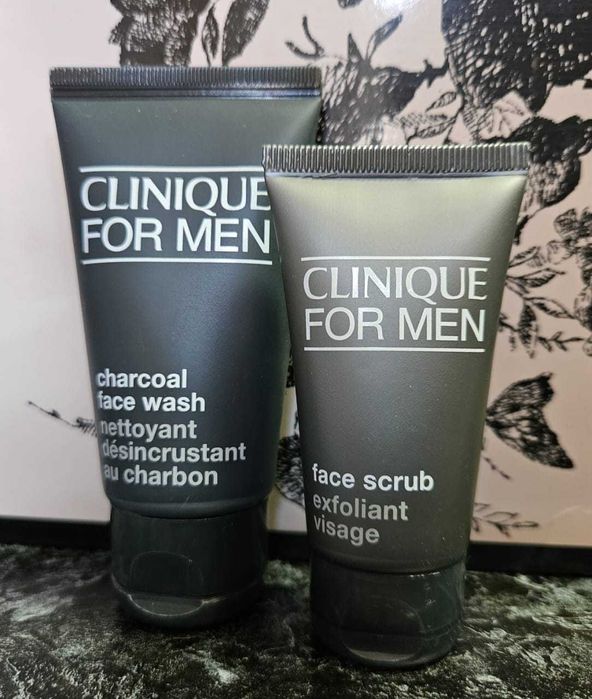 CLINIQUE
FOR MEN
charcoal
face wash
nettoyant
désincrustant
au charbon
CLINIQUE
FOR MEN
face scrub
exfoliant
visage